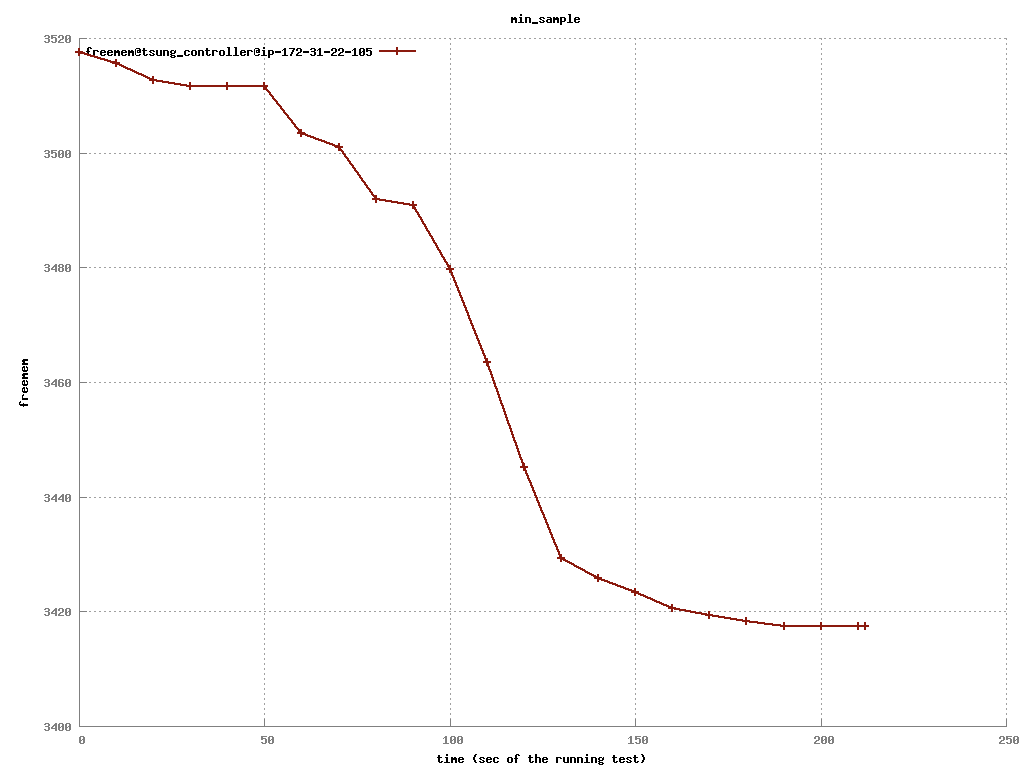 min_sample
3520
freemem@tsung_controller@ip-172-31-22-105
3500
3480
3460
freemem
3440
3420
3400
0 50 100 150 200 250
time (sec of the running test)